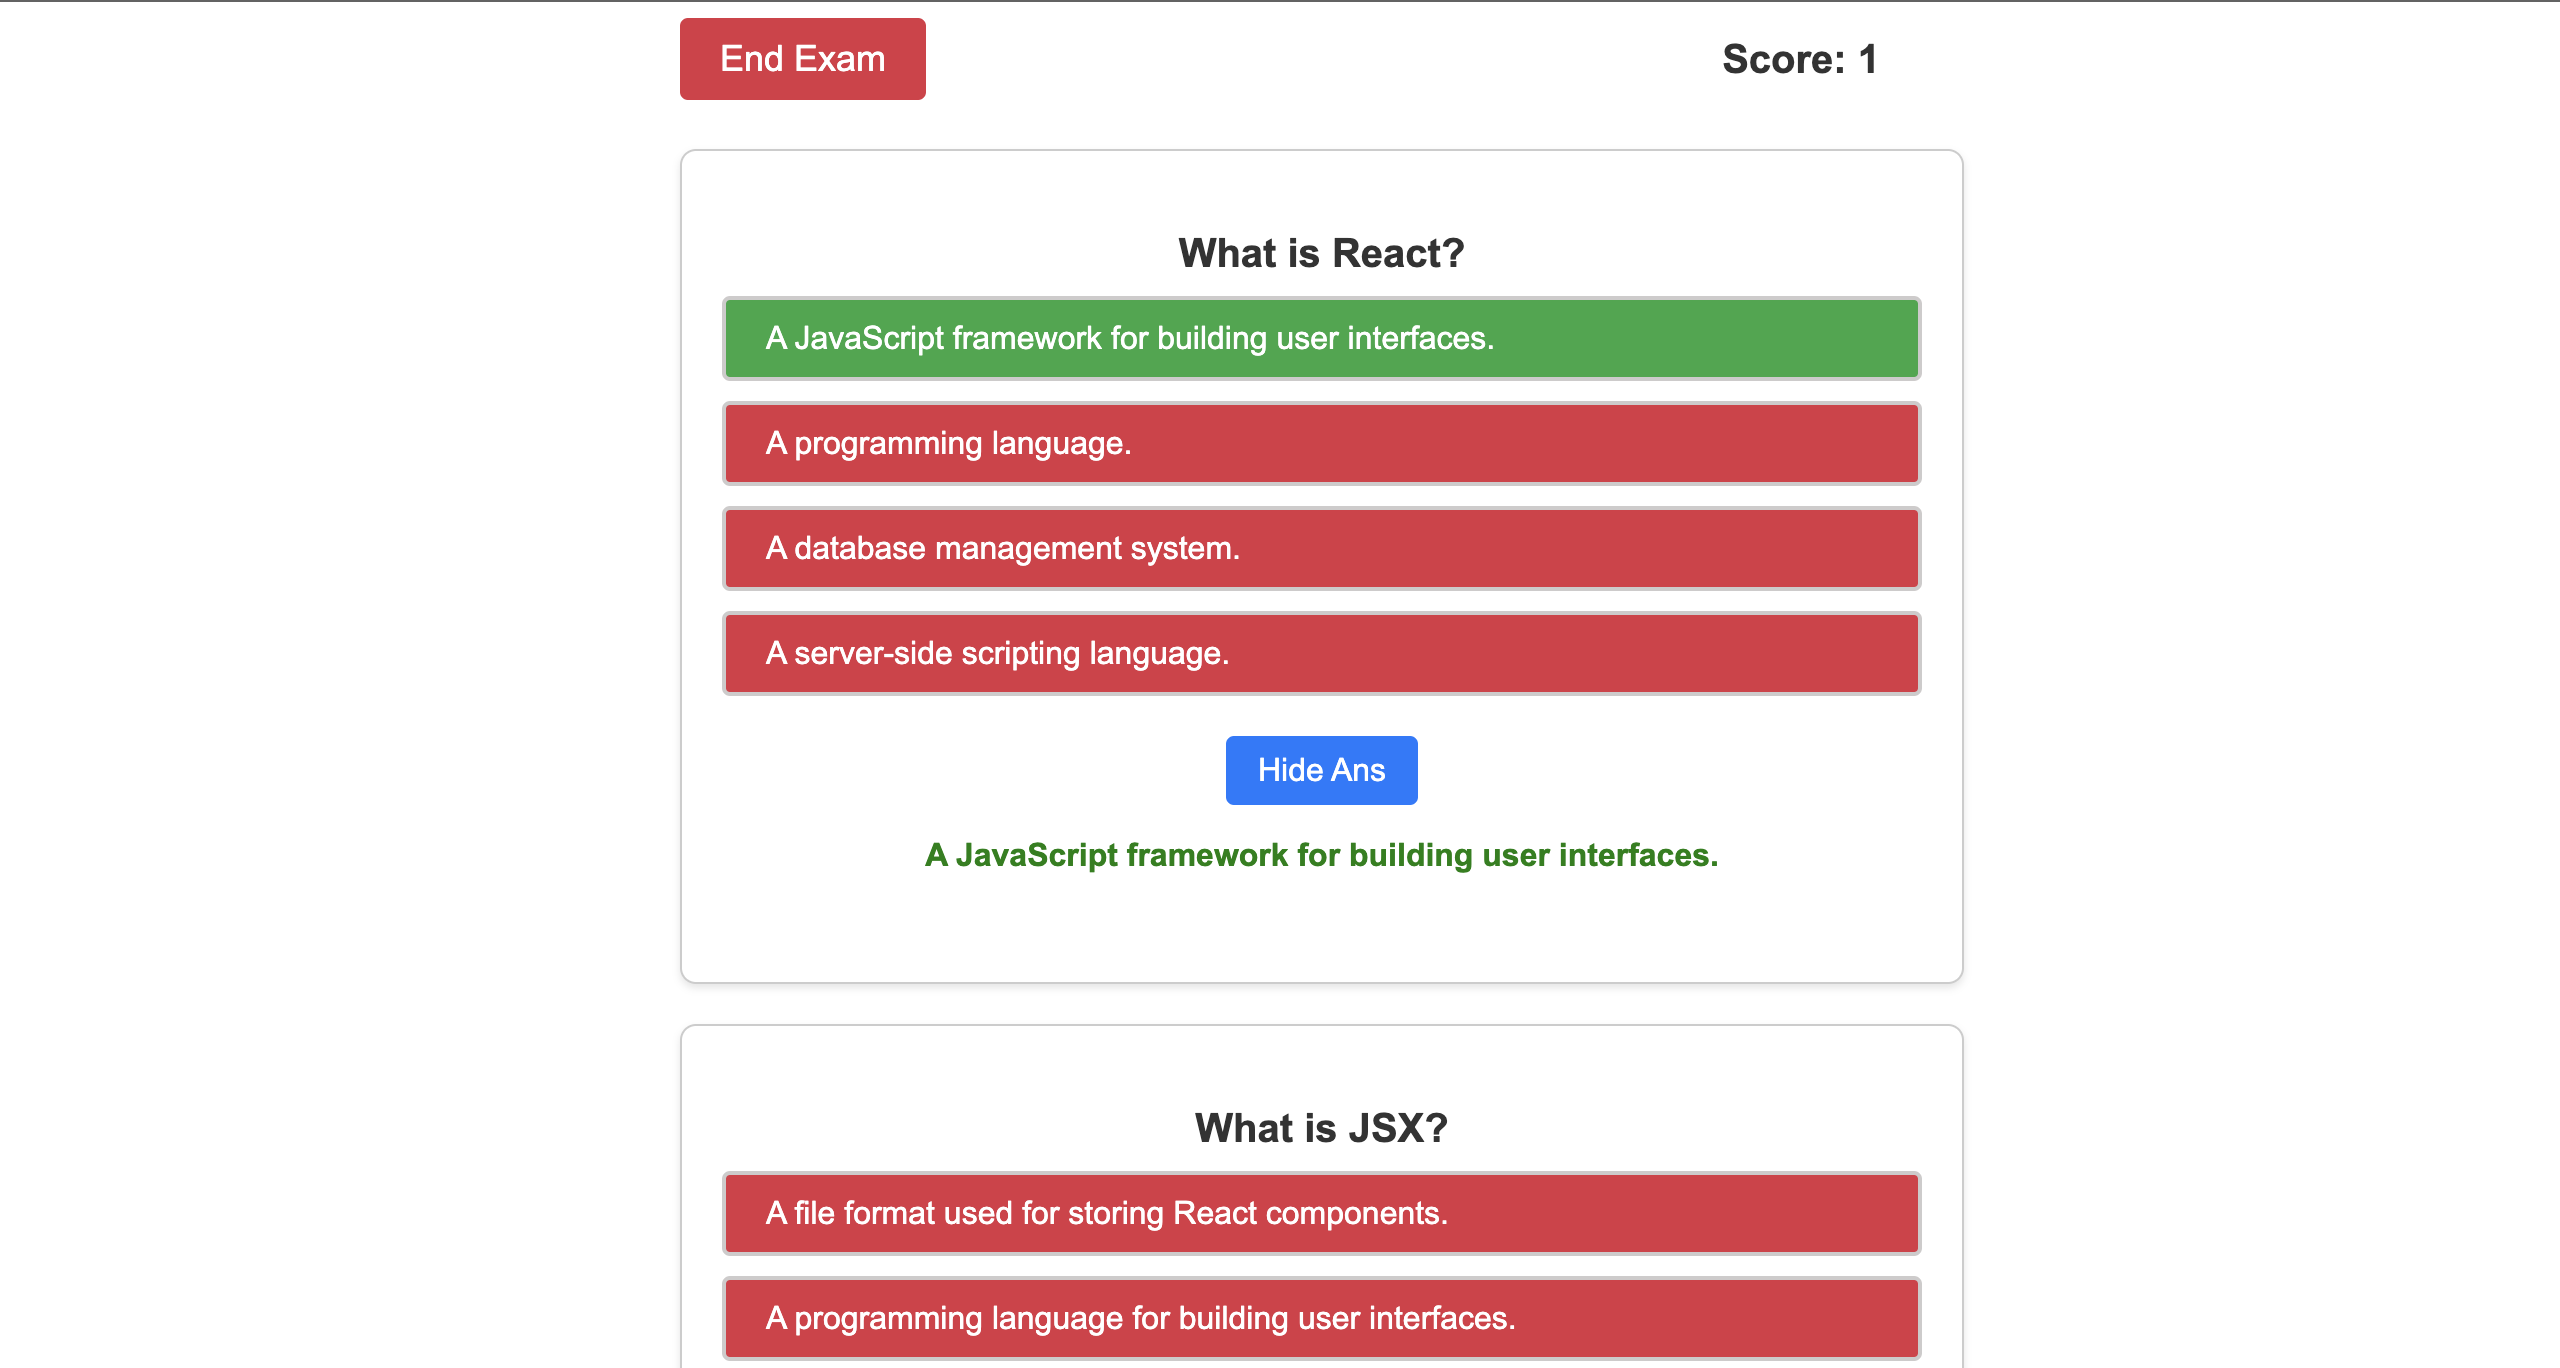 End Exam
Score: 1
What is React?
A JavaScript framework for building user interfaces.
A programming language.
A database management system.
A server-side scripting language.
Hide Ans
A JavaScript framework for building user interfaces.
What is JSX?
A file format used for storing React components.
A programming language for building user interfaces.